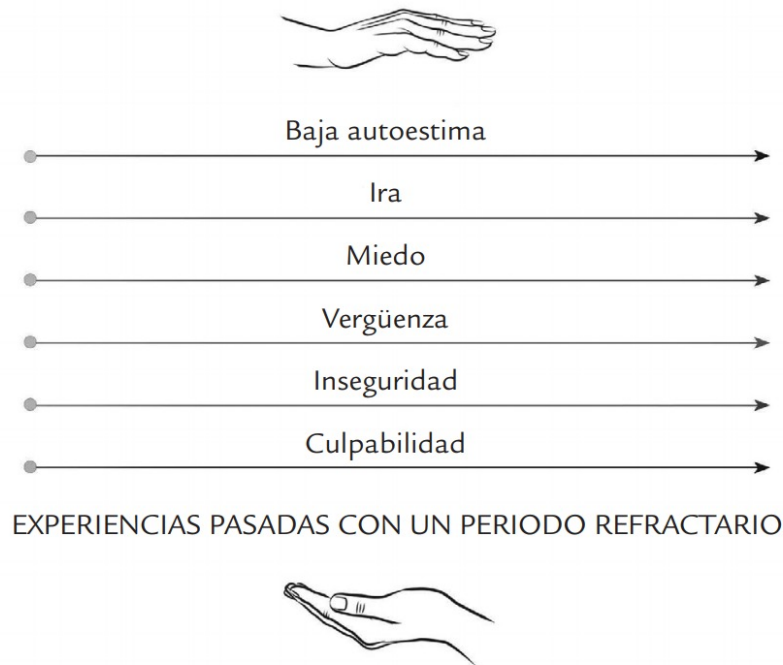 Baja autoestima
Ira
Miedo
Vergüenza
Inseguridad
Culpabilidad
EXPERIENCIAS PASADAS CON UN PERIODO REFRACTARIO